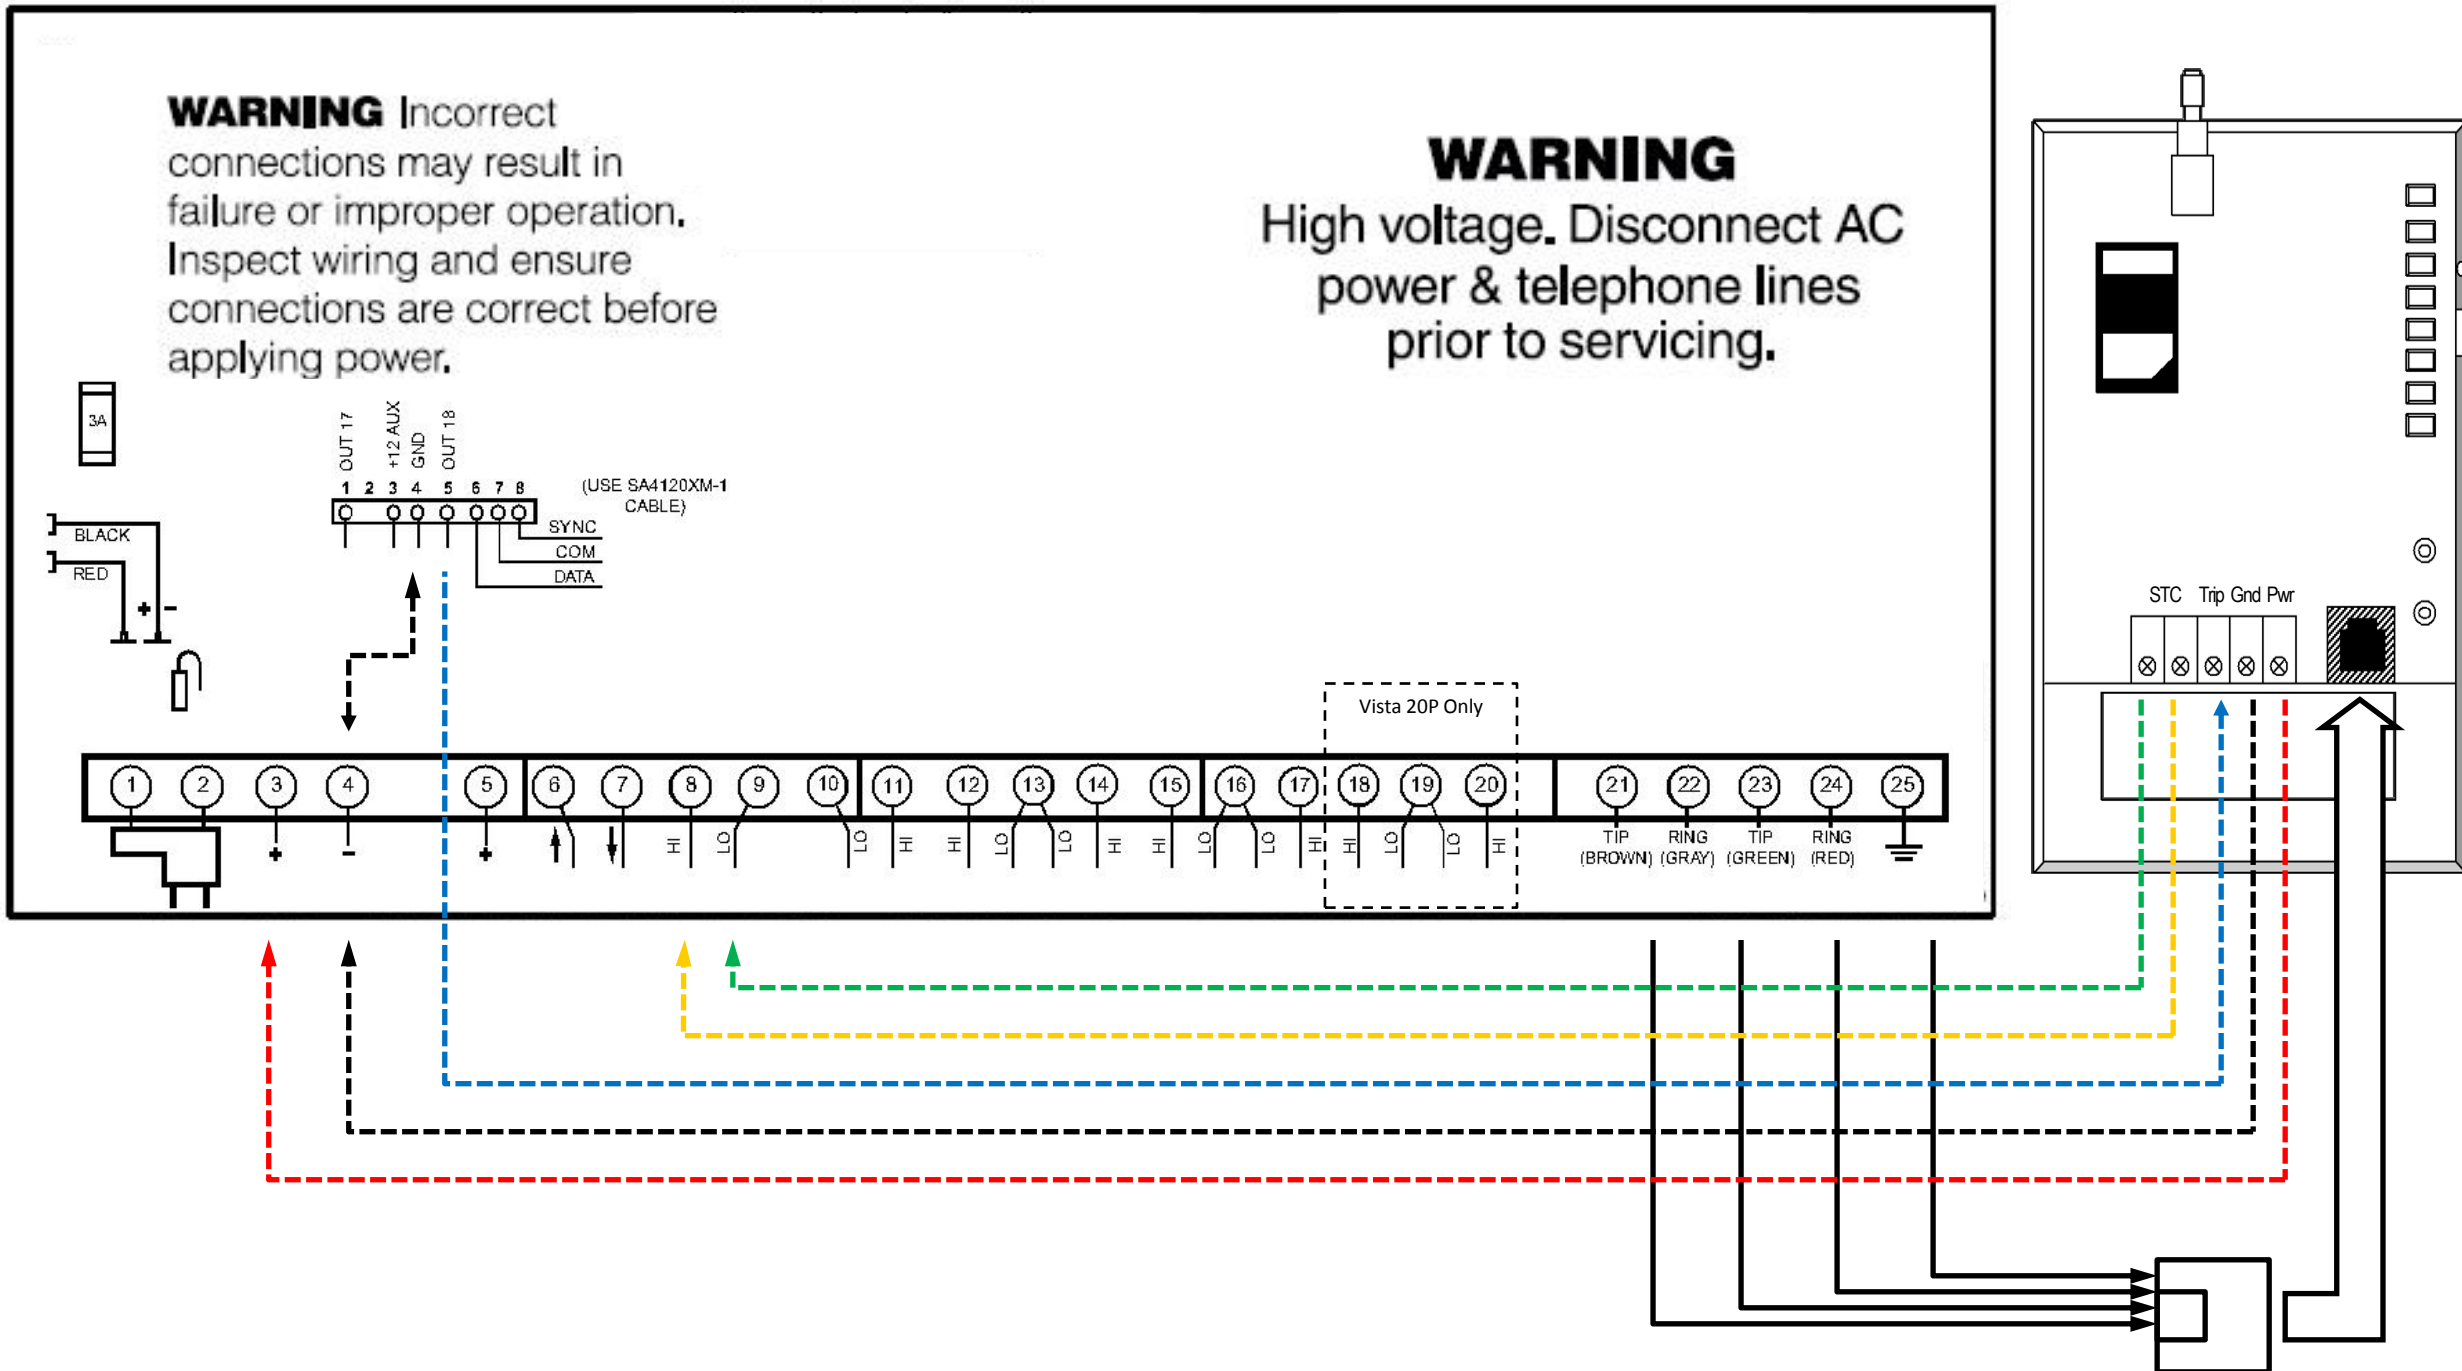 WARNING Incorrect
connections may result in
failure or improper operation.
Inspect wiring and ensure
connections are correct before
applying power.
WARNING
High voltage. Disconnect AC
power & telephone lines
prior to servicing.
3A
OUT 17
+12 AUX
GND
OUT 18
1 2 3 4 5 6 7 8
(USE SA4120XM-1
CABLE)
SYNC
COM
DATA
BLACK
RED
+ −
STC Trip Gnd Pwr
Vista 20P Only
1 2 3 4 5 6 7 8 9 10 11 12 13 14 15 16 17 18 19 20 21 22 23 24 25
+ − + HI LO LO HI HI LO LO HI HI LO LO HI HI LO LO HI
TIP RING TIP RING
(BROWN) (GRAY) (GREEN) (RED)